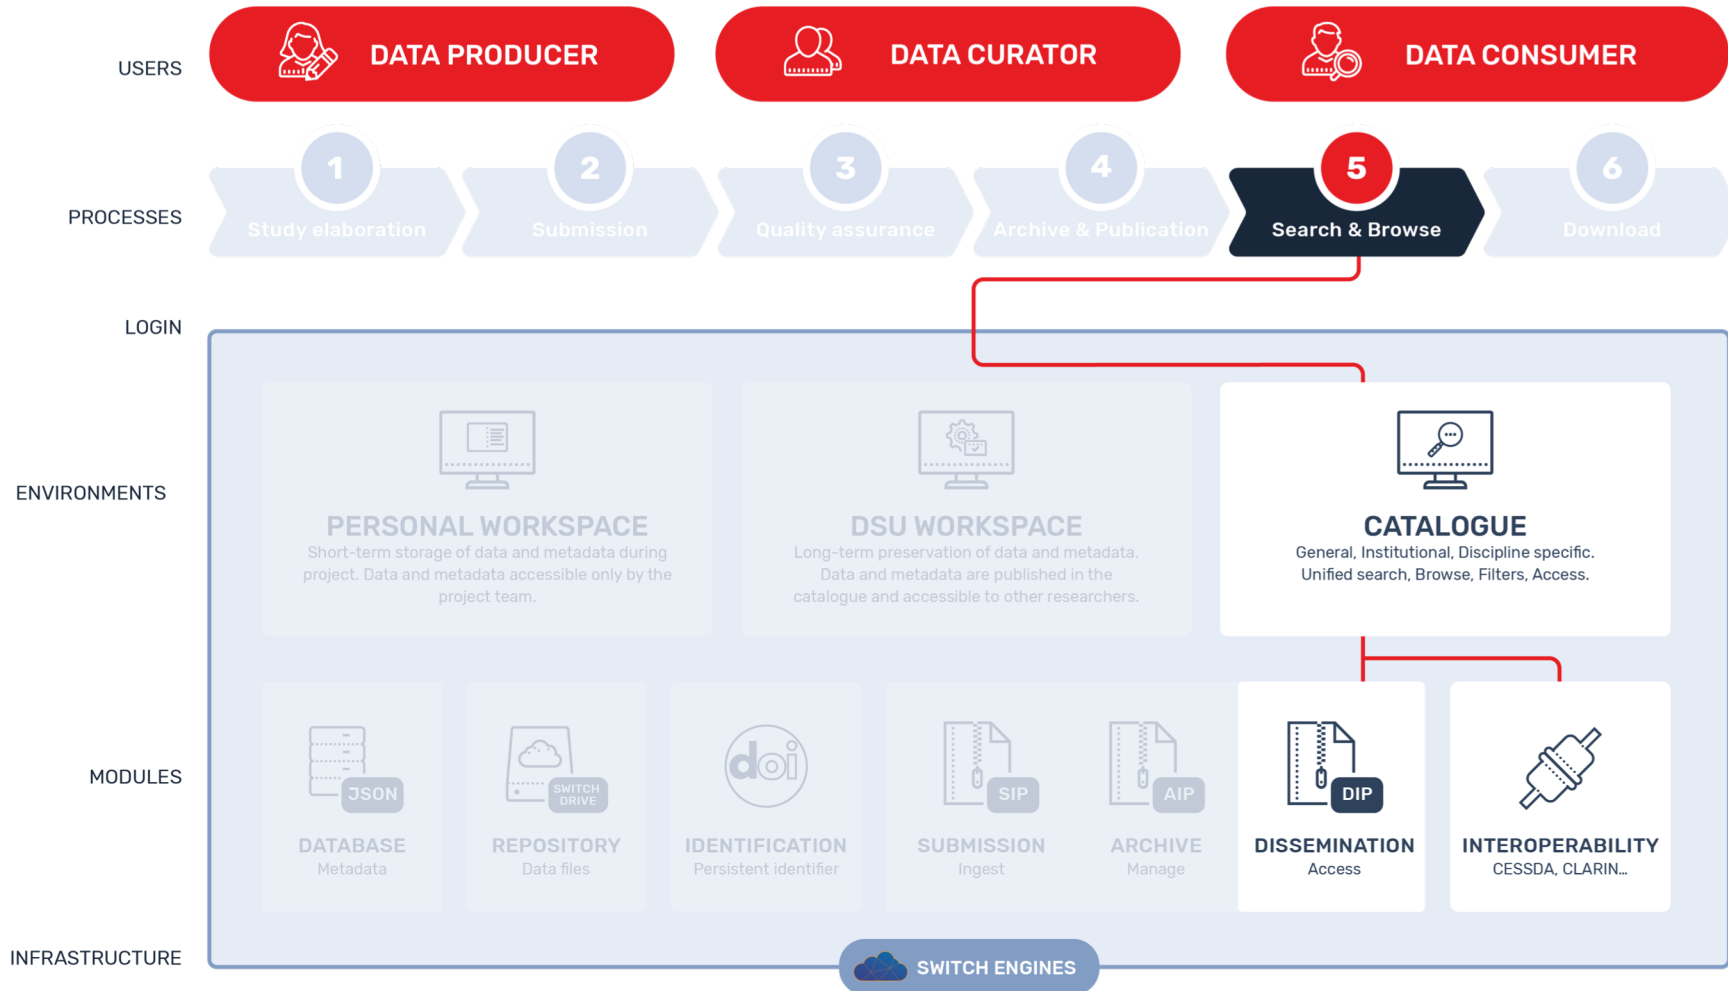 USERS
DATA PRODUCER
DATA CURATOR
DATA CONSUMER
PROCESSES
1
Study elaboration
2
Submission
3
Quality assurance
4
Archive & Publication
5
Search & Browse
6
Download
LOGIN
ENVIRONMENTS
PERSONAL WORKSPACE
Short-term storage of data and metadata during
project. Data and metadata accessible only by the
project team.
DSU WORKSPACE
Long-term preservation of data and metadata.
Data and metadata are published in the
catalogue and accessible to other researchers.
CATALOGUE
General, Institutional, Discipline specific.
Unified search, Browse, Filters, Access.
MODULES
JSON
DATABASE
Metadata
SWITCH
DRIVE
REPOSITORY
Data files
doi
IDENTIFICATION
Persistent identifier
SIP
SUBMISSION
Ingest
AIP
ARCHIVE
Manage
DIP
DISSEMINATION
Access
INTEROPERABILITY
CESSDA, CLARIN...
INFRASTRUCTURE
SWITCH ENGINES